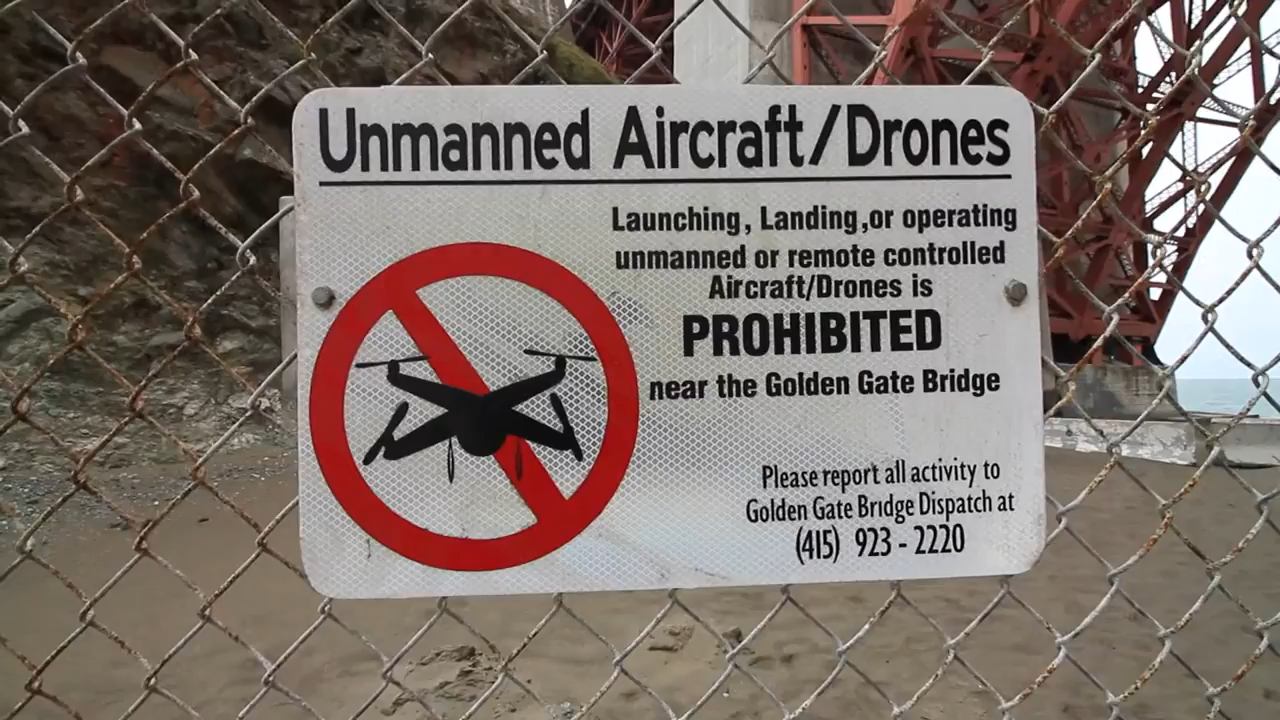 Unmanned Aircraft/Drones
Launching, Landing,or operating
unmanned or remote controlled
Aircraft/Drones is
PROHIBITED
near the Golden Gate Bridge
Please report all activity to
Golden Gate Bridge Dispatch at
(415) 923 - 2220